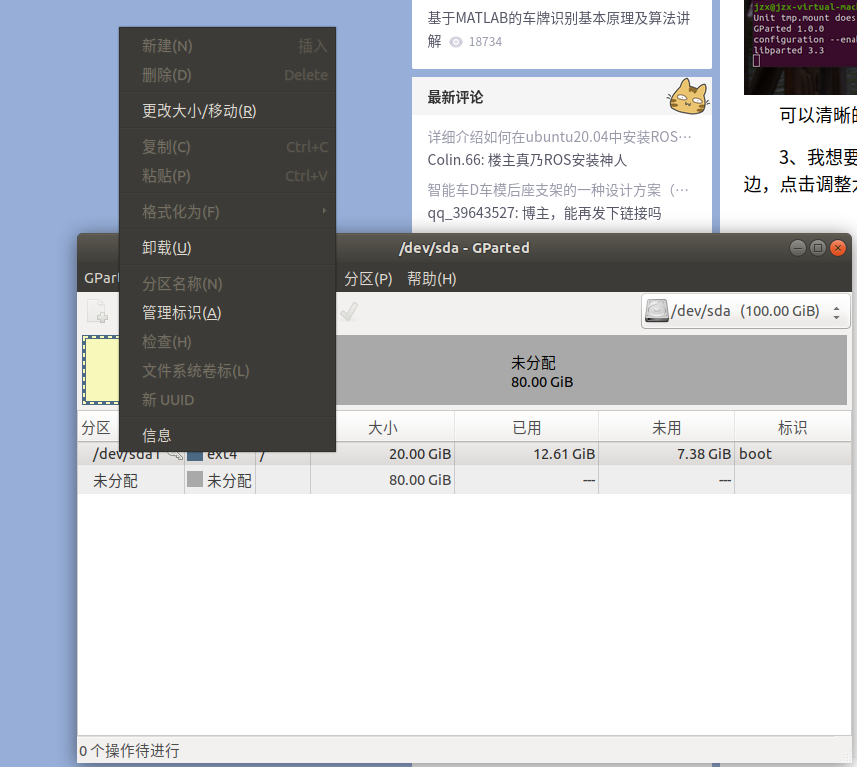 基于MATLAB的车牌识别基本原理及算法讲
解 18734
最新评论
详细介绍如何在ubuntu20.04中安装ROS…
Colin.66: 楼主真乃ROS安装神人
智能车D车模后座支架的一种设计方案（…
qq_39643527: 博主，能再发下链接吗
jzx@jzx-virtual-mac
Unit tmp.mount does
GParted 1.0.0
configuration --enab
libparted 3.3
可以清晰的
3、我想要
边，点击调整大
新建(N) 插入
删除(D) Delete
更改大小/移动(R)
复制(C) Ctrl+C
粘贴(P) Ctrl+V
格式化为(F)
卸载(U)
分区名称(N)
管理标识(A)
检查(H)
文件系统卷标(L)
新 UUID
信息
/dev/sda - GParted
GPart 分区(P) 帮助(H)
/dev/sda (100.00 GiB)
未分配
80.00 GiB
分区 大小 已用 未用 标识
/dev/sda1 ext4 / 20.00 GiB 12.61 GiB 7.38 GiB boot
未分配 未分配 80.00 GiB --- ---
0 个操作待进行